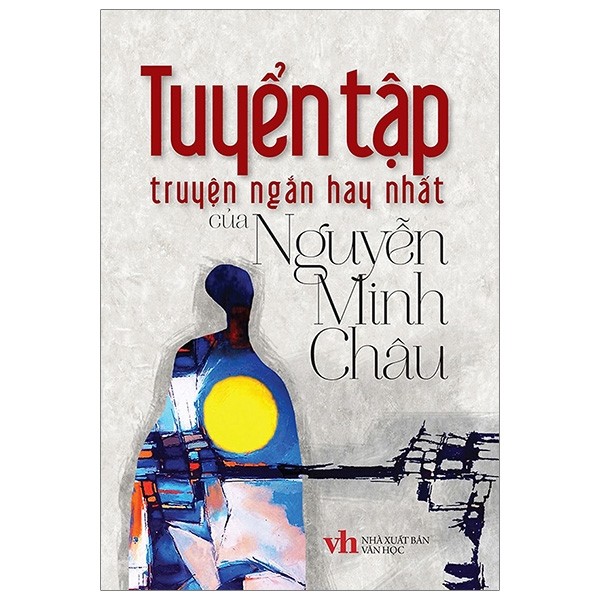 Tuyển tập
truyện ngắn hay nhất
của Nguyễn
Minh
Châu
vh NHÀ XUẤT BẢN
VĂN HỌC